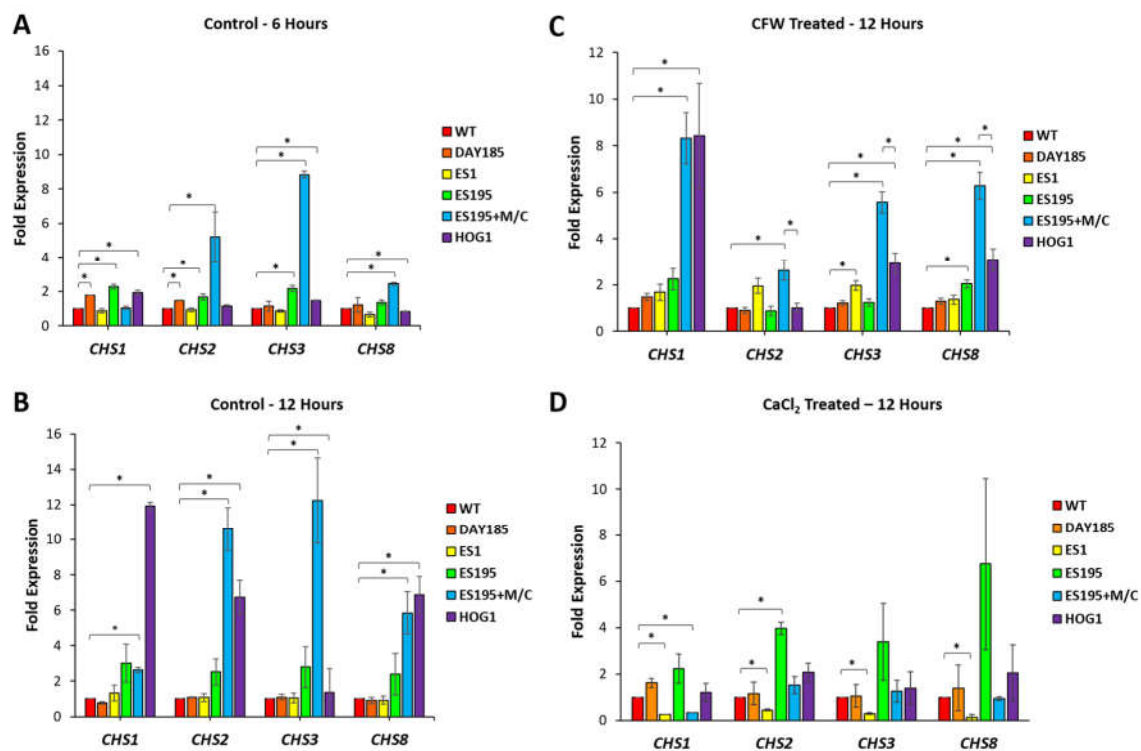 A
Control - 6 Hours
Fold Expression
16
14
12
10
8
6
4
2
0
* * * * * * * * * *
CHS1 CHS2 CHS3 CHS8
WT
DAY185
ES1
ES195
ES195+M/C
HOG1
B
Control - 12 Hours
Fold Expression
16
14
12
10
8
6
4
2
0
* * * * * * * *
CHS1 CHS2 CHS3 CHS8
WT
DAY185
ES1
ES195
ES195+M/C
HOG1
C
CFW Treated - 12 Hours
Fold Expression
12
10
8
6
4
2
0
* * * * * * * * * * * *
CHS1 CHS2 CHS3 CHS8
WT
DAY185
ES1
ES195
ES195+M/C
HOG1
D
CaCl₂ Treated – 12 Hours
Fold Expression
12
10
8
6
4
2
0
* * * * * *
CHS1 CHS2 CHS3 CHS8
WT
DAY185
ES1
ES195
ES195+M/C
HOG1